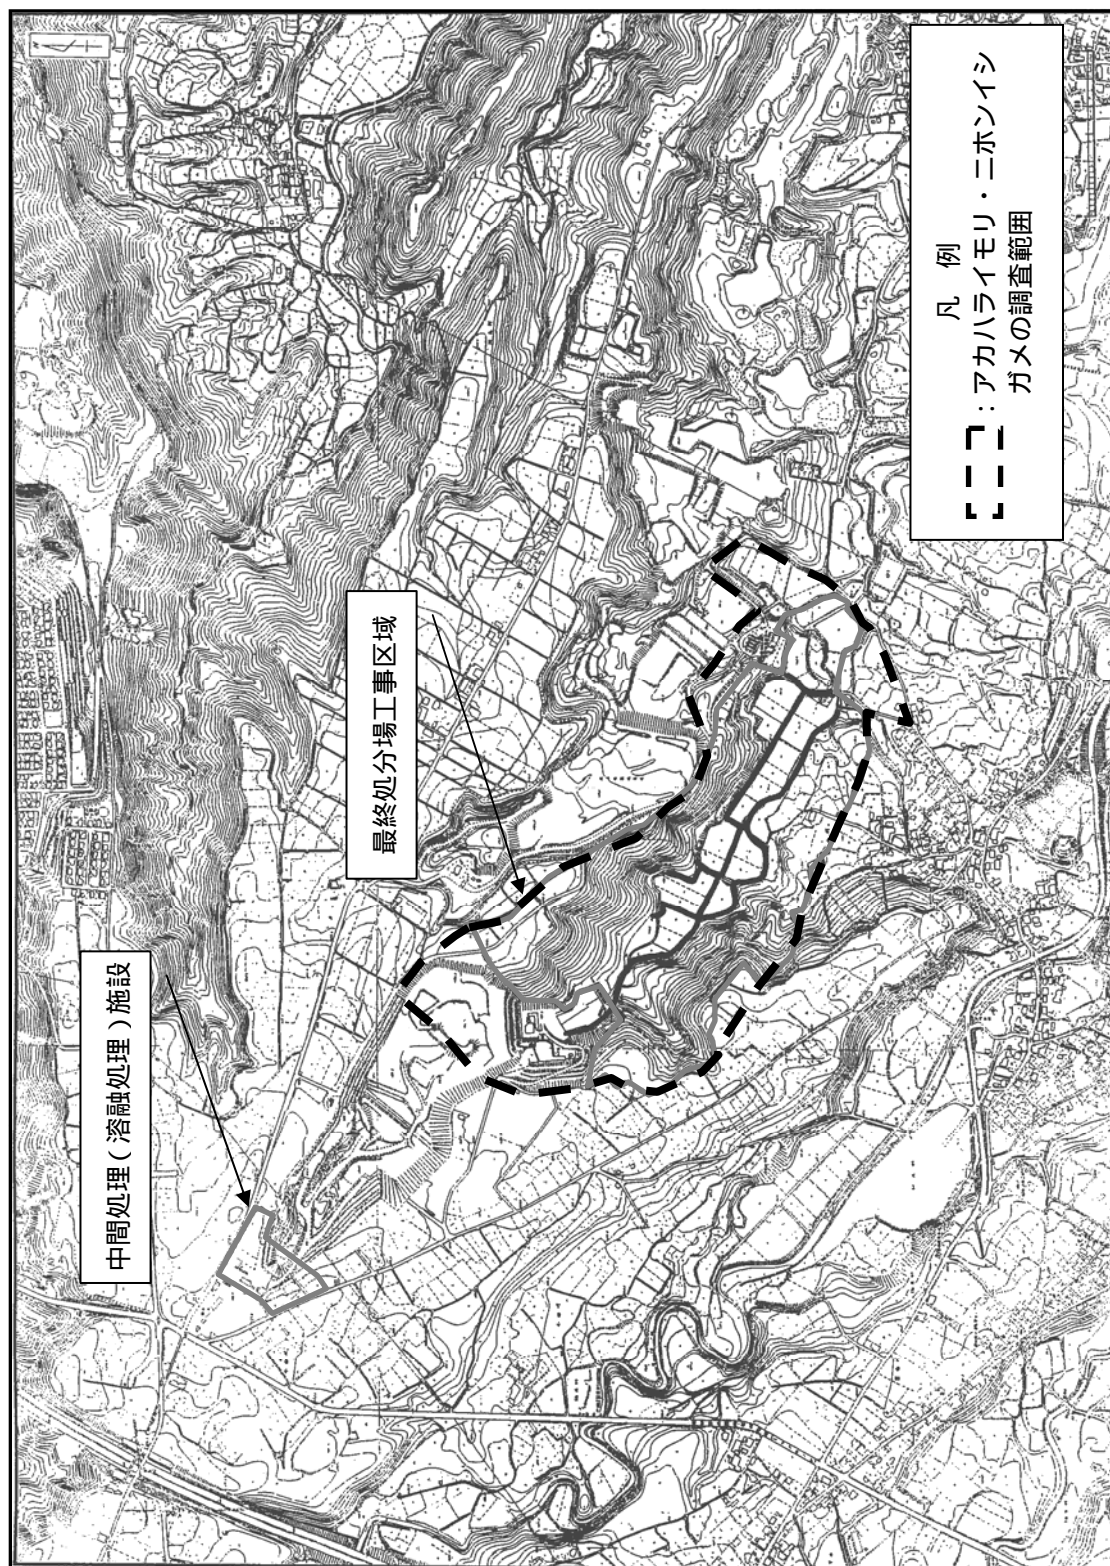 中間処理（溶融処理）施設
最終処分場工事区域
凡　例
：アカハライモリ・ニホンイシ
ガメの調査範囲